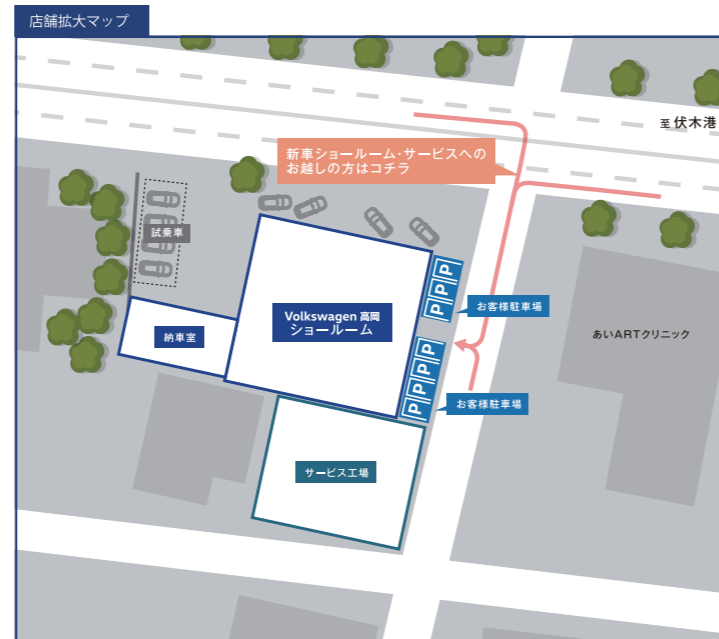 店舗拡大マップ
至伏木港
新車ショールーム・サービスへの
お越しの方はコチラ
試乗車
P
P
P
お客様駐車場
Volkswagen 高岡
ショールーム
納車室
あいARTクリニック
P
P
P
P
お客様駐車場
サービス工場